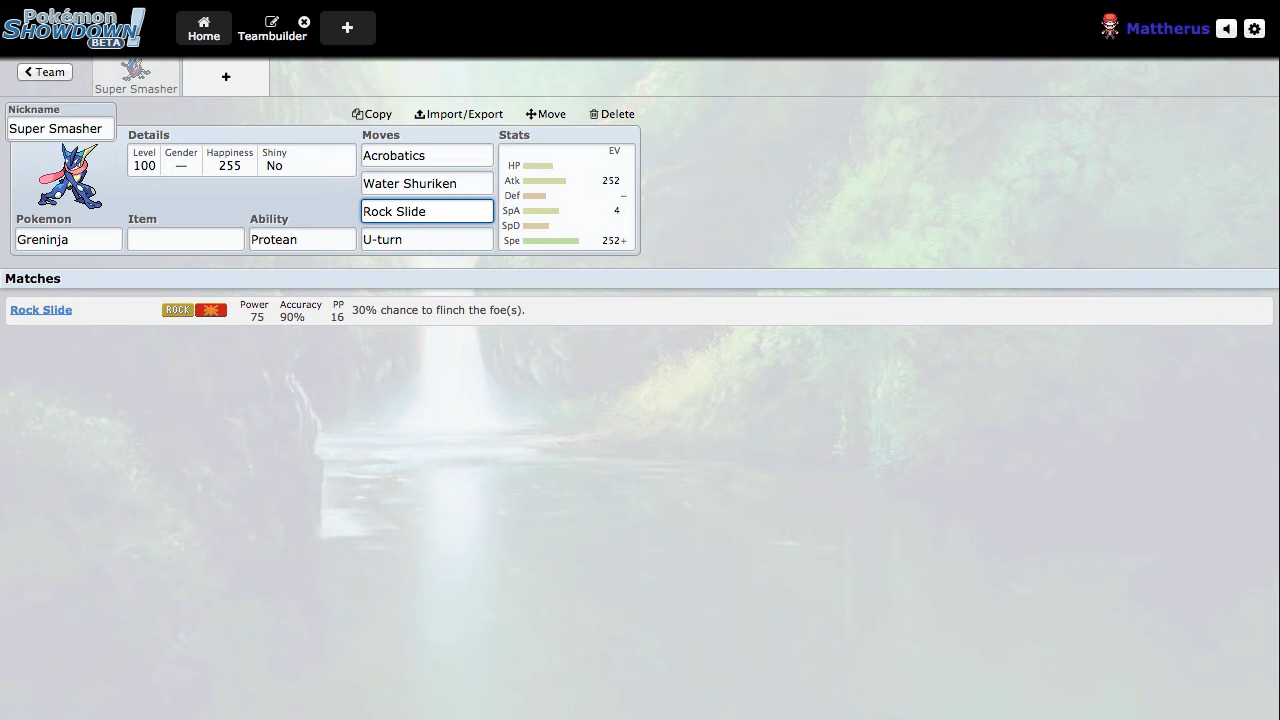 Pokémon
SHOWDOWN!
BETA
Home
Teambuilder
+
Mattherus
Team
Super Smasher
+
Nickname
Super Smasher
Copy
Import/Export
Move
Delete
Details
Moves
Stats
Level Gender Happiness Shiny
100 — 255 No
Acrobatics
Water Shuriken
Rock Slide
U-turn
EV
HP
Atk 252
Def –
SpA 4
SpD
Spe 252+
Pokemon Item Ability
Greninja Protean
Matches
Rock Slide ROCK Power Accuracy PP 30% chance to flinch the foe(s).
75 90% 16